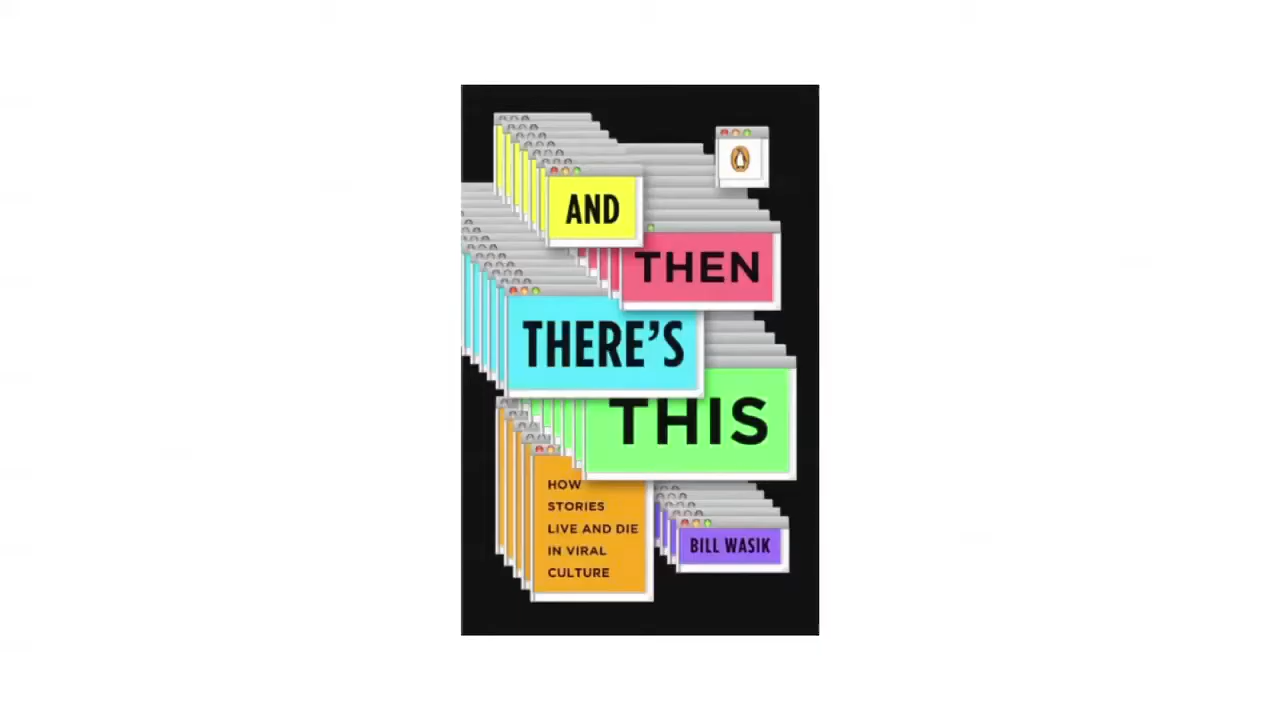 AND
THEN
THERE'S
THIS
HOW
STORIES
LIVE AND DIE
IN VIRAL
CULTURE
BILL WASIK